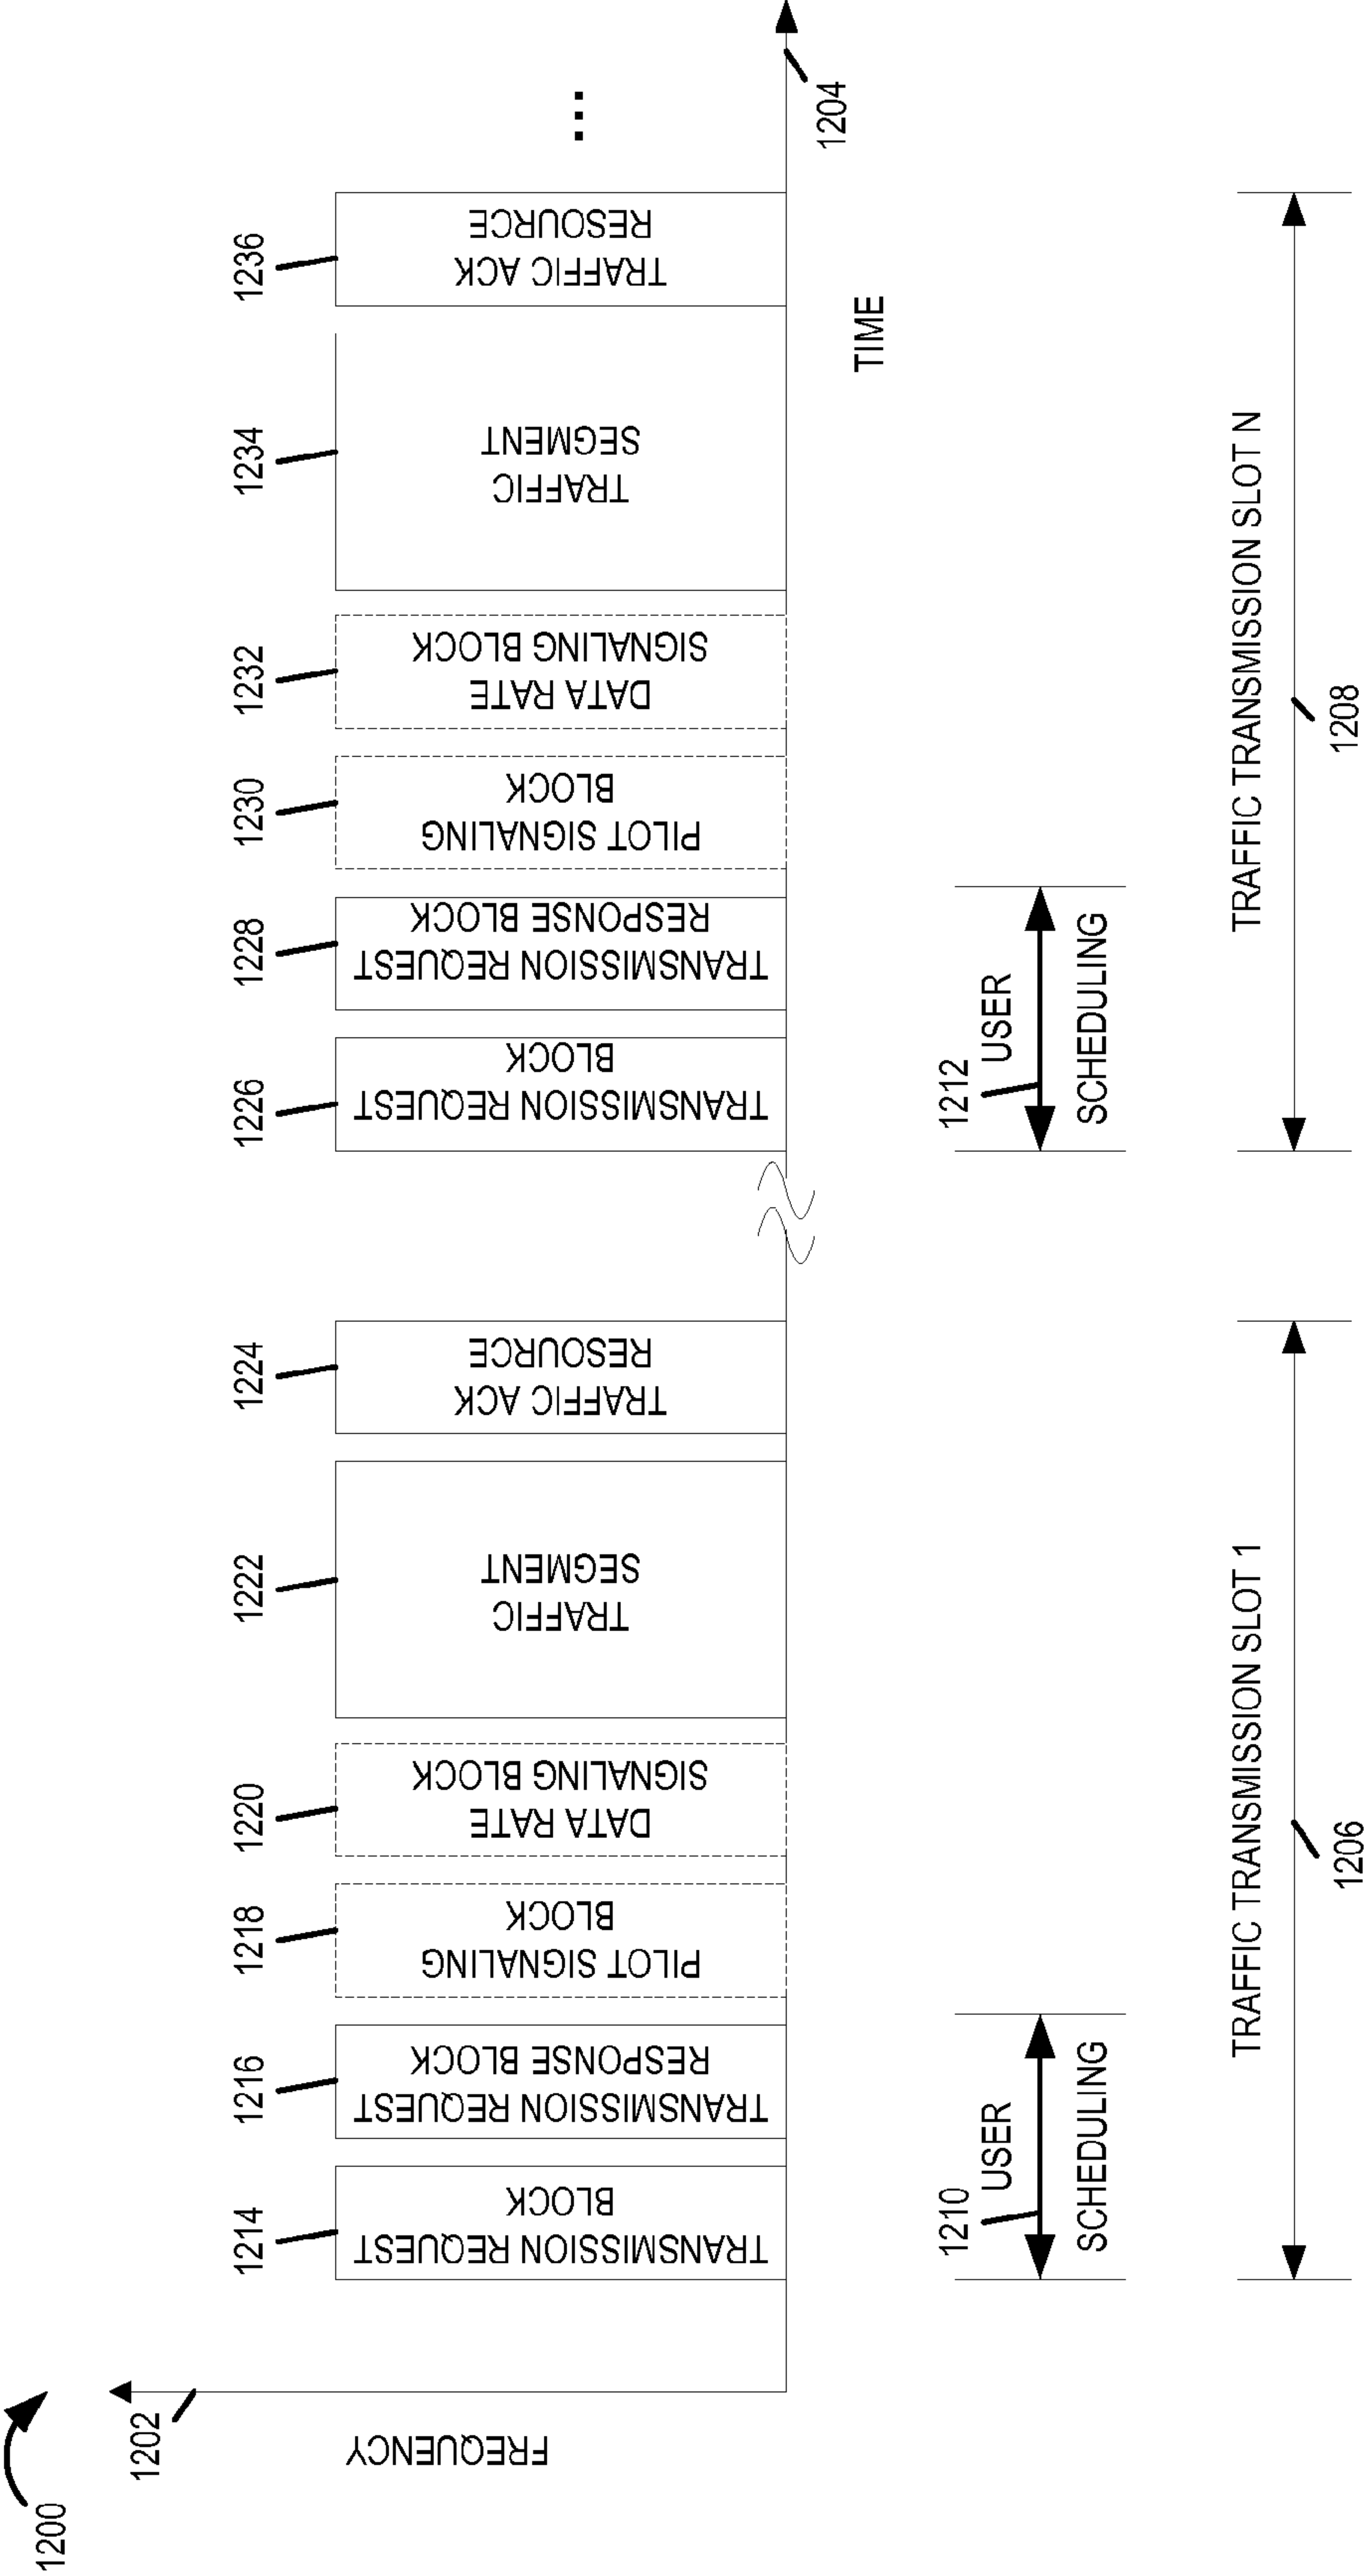 1200
1202
FREQUENCY
1214
TRANSMISSION REQUEST
BLOCK
1216
TRANSMISSION REQUEST
RESPONSE BLOCK
1218
PILOT SIGNALING
BLOCK
1220
DATA RATE
SIGNALING BLOCK
1222
TRAFFIC
SEGMENT
1224
TRAFFIC ACK
RESOURCE
1226
TRANSMISSION REQUEST
BLOCK
1228
TRANSMISSION REQUEST
RESPONSE BLOCK
1230
PILOT SIGNALING
BLOCK
1232
DATA RATE
SIGNALING BLOCK
1234
TRAFFIC
SEGMENT
1236
TRAFFIC ACK
RESOURCE
...
1204
TIME
1210
USER
SCHEDULING
1212
USER
SCHEDULING
TRAFFIC TRANSMISSION SLOT 1
1206
TRAFFIC TRANSMISSION SLOT N
1208